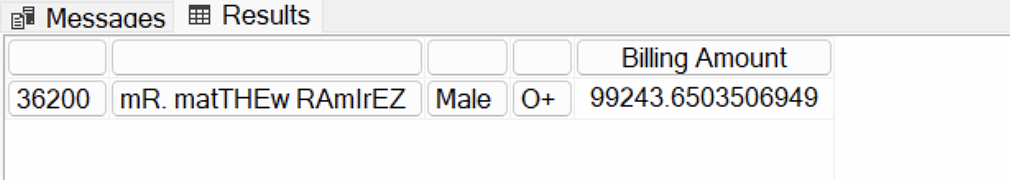 Messages Results
Billing Amount
36200 mR. matTHEw RAmIrEZ Male O+ 99243.6503506949